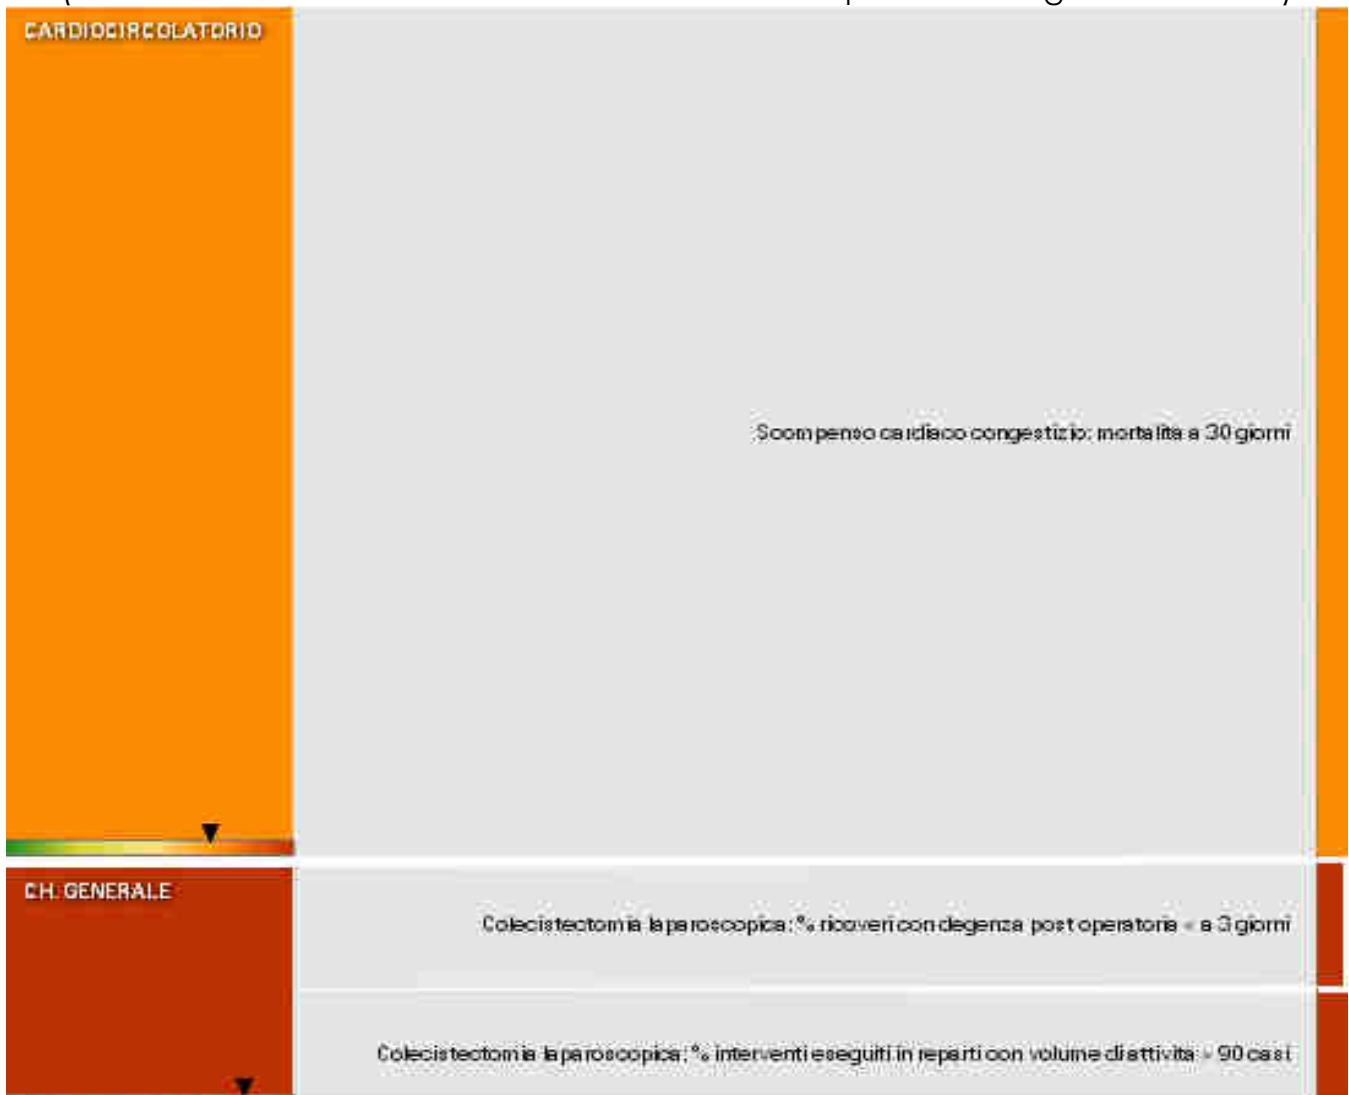 CARDIOCIRCOLATORIO
Scompenso cardiaco congestizio: mortalità a 30 giorni
CH. GENERALE
Colecistectomia laparoscopica: % ricoveri con degenza post operatoria < a 3 giorni
Colecistectomia laparoscopica: % interventi eseguiti in reparti con volume di attività > 90 casi